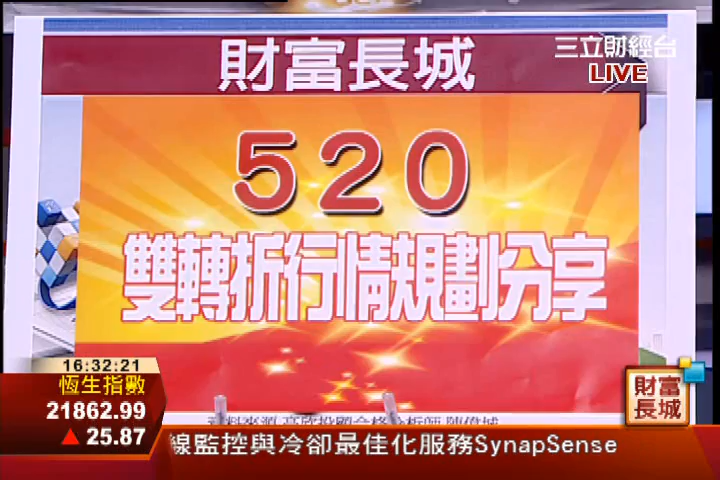 財富長城
三立財經台
LIVE
520
雙轉折行情規劃分享
16:32:21
恆生指數
21862.99
▲ 25.87
財富
長城
線監控與冷卻最佳化服務SynapSense